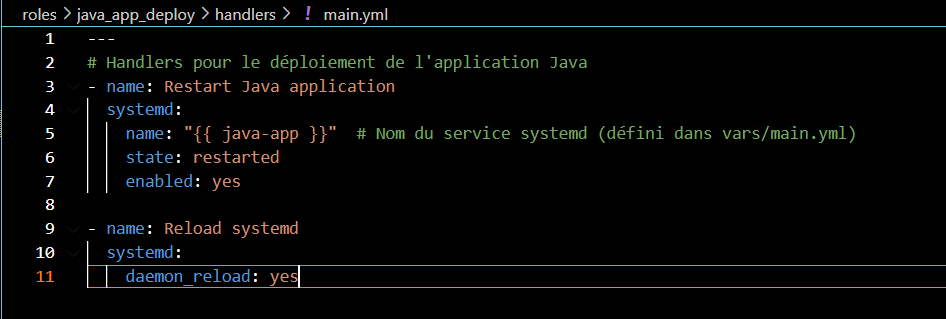 roles > java_app_deploy > handlers > ! main.yml
1 ---
2 # Handlers pour le déploiement de l'application Java
3 - name: Restart Java application
4 systemd:
5 name: "{{ java-app }}" # Nom du service systemd (défini dans vars/main.yml)
6 state: restarted
7 enabled: yes
8
9 - name: Reload systemd
10 systemd:
11 daemon_reload: yes